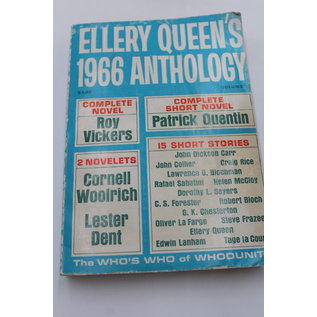 ELLERY QUEEN'S
1966 ANTHOLOGY
VOLUME
COMPLETE
NOVEL
Roy
Vickers
COMPLETE
SHORT NOVEL
Patrick Quentin
2 NOVELETS
Cornell
Woolrich
Lester
Dent
15 SHORT STORIES
John Dickson Carr
John Collier Craig Rice
Lawrence G. Blochman
Rafael Sabatini Helen McCloy
Dorothy L. Sayers
C. S. Forester Robert Bloch
G. K. Chesterton
Oliver La Farge Steve Frazee
Ellery Queen
Edwin Lanham Tage la Cour
The WHO'S WHO of WHODUNIT